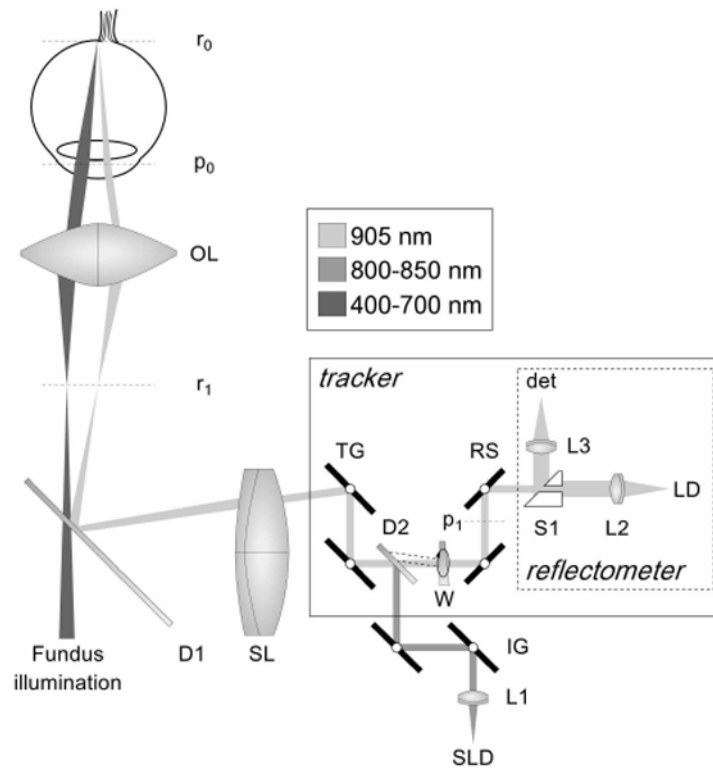 r0
p0
OL
905 nm
800-850 nm
400-700 nm
r1
tracker
det
TG
RS
L3
LD
D2
p1
S1
L2
W
reflectometer
Fundus
illumination
D1
SL
IG
L1
SLD